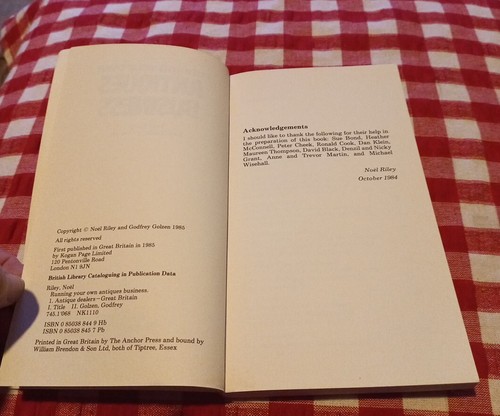 Copyright © Noël Riley and Godfrey Golzen 1985
All rights reserved
First published in Great Britain in 1985
by Kogan Page Limited
120 Pentonville Road
London N1 9JN
British Library Cataloguing in Publication Data
Riley, Noël
Running your own antiques business.
1. Antique dealers—Great Britain
I. Title II. Golzen, Godfrey
745.1'068 NK1110
ISBN 0 85038 844 9 Hb
ISBN 0 85038 845 7 Pb
Printed in Great Britain by The Anchor Press and bound by
William Brendon & Son Ltd, both of Tiptree, Essex
Acknowledgements
I should like to thank the following for their help in
the preparation of this book: Sue Bond, Heather
McConnell, Peter Cheek, Ronald Cook, Dan Klein,
Maureen Thompson, David Black, Denzil and Nicky
Grant, Anne and Trevor Martin, and Michael
Winehall.
Noël Riley
October 1984